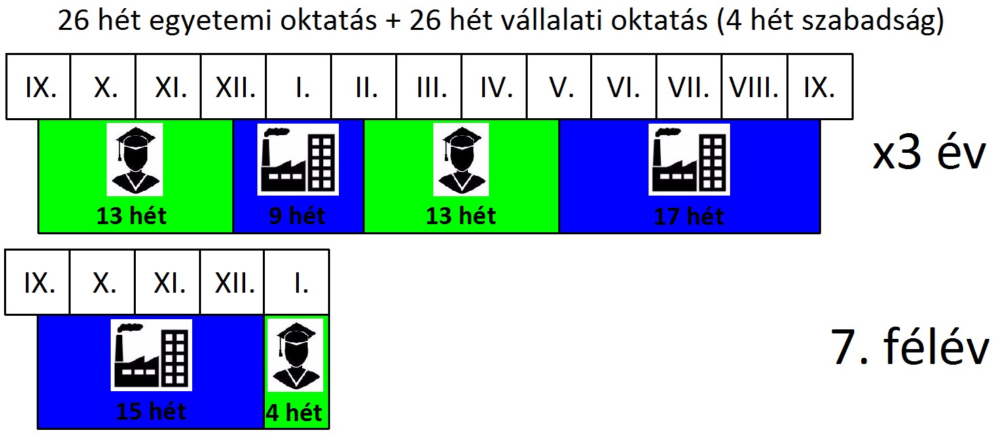 26 hét egyetemi oktatás + 26 hét vállalati oktatás (4 hét szabadság)
IX. X. XI. XII. I. II. III. IV. V. VI. VII. VIII. IX.
13 hét 9 hét 13 hét 17 hét
x3 év
IX. X. XI. XII. I.
15 hét 4 hét
7. félév